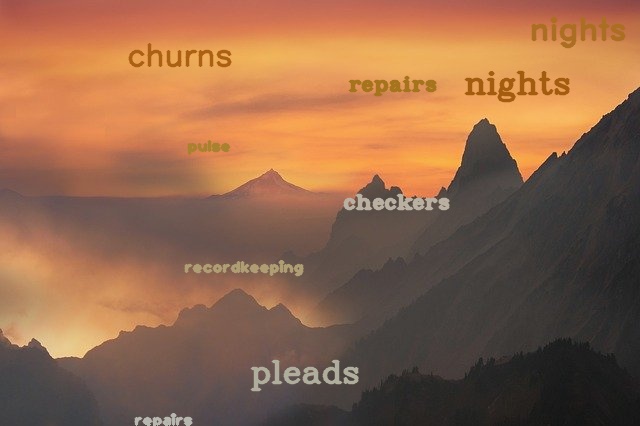 nights
churns
repairs
nights
pulse
checkers
recordkeeping
pleads
repairs